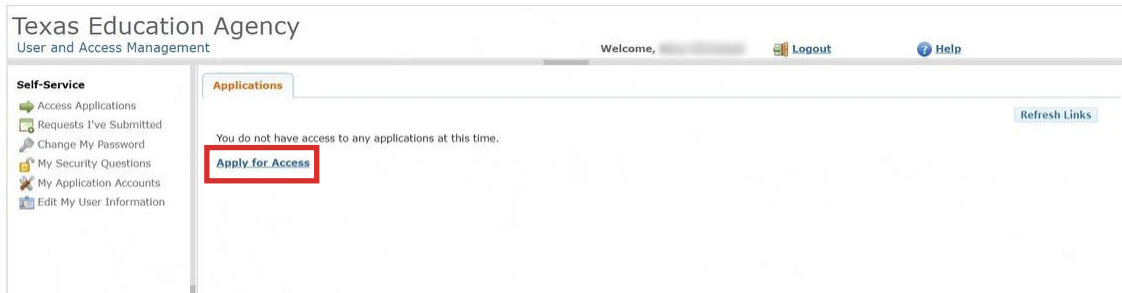 Texas Education Agency
User and Access Management
Welcome,
Logout
Help
Self-Service
Access Applications
Requests I've Submitted
Change My Password
My Security Questions
My Application Accounts
Edit My User Information
Applications
Refresh Links
You do not have access to any applications at this time.
Apply for Access